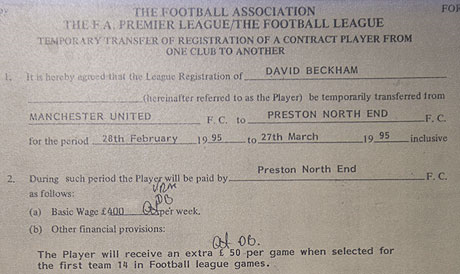 THE FOOTBALL ASSOCIATION
THE F.A. PREMIER LEAGUE/THE FOOTBALL LEAGUE
TEMPORARY TRANSFER OF REGISTRATION OF A CONTRACT PLAYER FROM
ONE CLUB TO ANOTHER
FOR
1. It is hereby agreed that the League Registration of DAVID BECKHAM
(hereinafter referred to as the Player) be temporarily transferred from
MANCHESTER UNITED F. C. to PRESTON NORTH END F.C.
for the period 28th February 1995 to 27th March 1995 inclusive
2. During such period the Player will be paid by Preston North End F. C.
as follows:
(a) Basic Wage £400 per week.
(b) Other financial provisions:
DB.
The Player will receive an extra £ 50 per game when selected for
the first team 14 in Football league games.